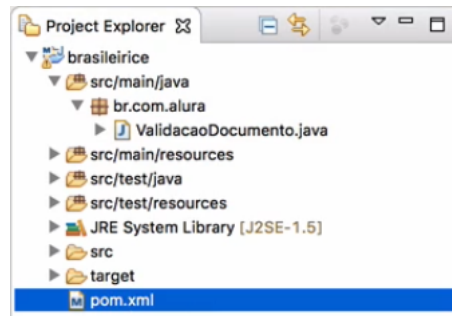 Project Explorer
brasileirice
src/main/java
br.com.alura
ValidacaoDocumento.java
src/main/resources
src/test/java
src/test/resources
JRE System Library [J2SE-1.5]
src
target
pom.xml